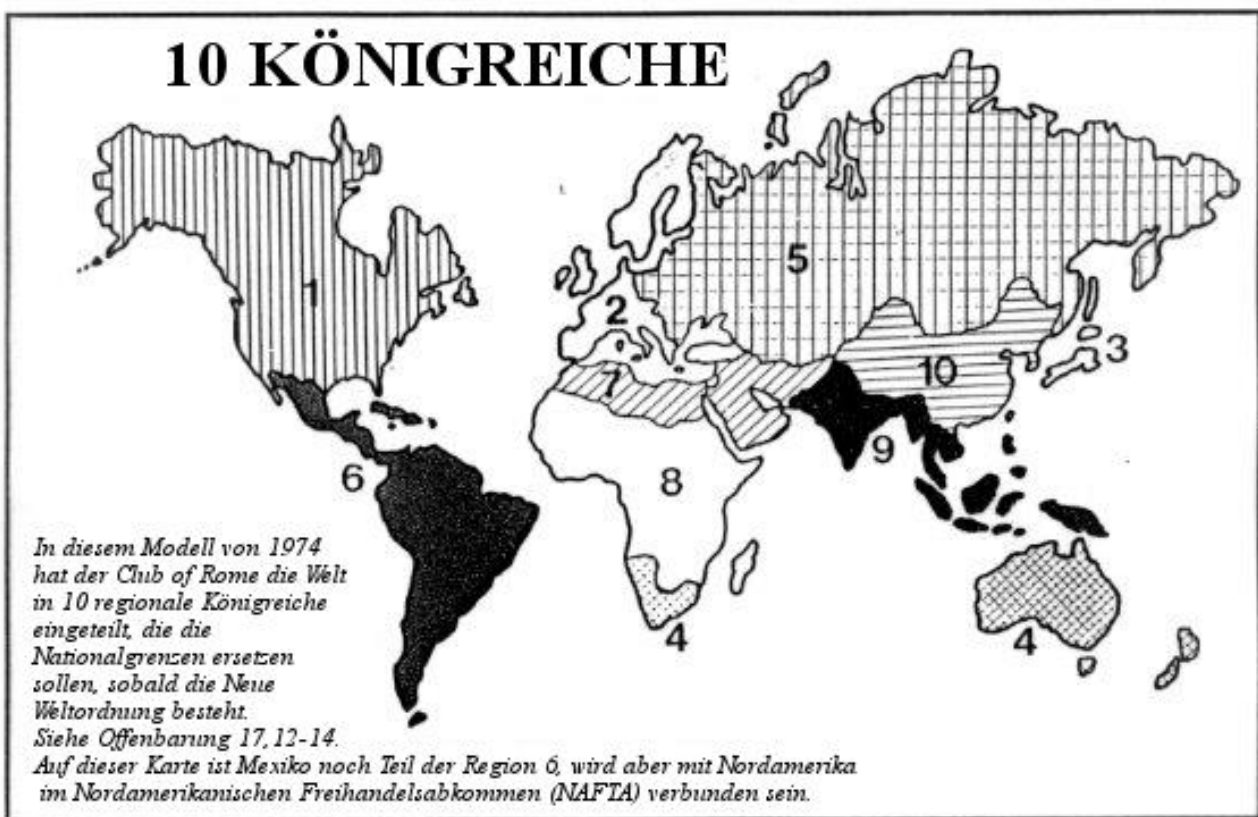 10 KÖNIGREICHE
1
2
3
4
4
5
6
7
8
9
10
In diesem Modell von 1974
hat der Club of Rome die Welt
in 10 regionale Königreiche
eingeteilt, die die
Nationalgrenzen ersetzen
sollen, sobald die Neue
Weltordnung besteht.
Siehe Offenbarung 17,12-14.
Auf dieser Karte ist Mexiko noch Teil der Region 6, wird aber mit Nordamerika
im Nordamerikanischen Freihandelsabkommen (NAFTA) verbunden sein.